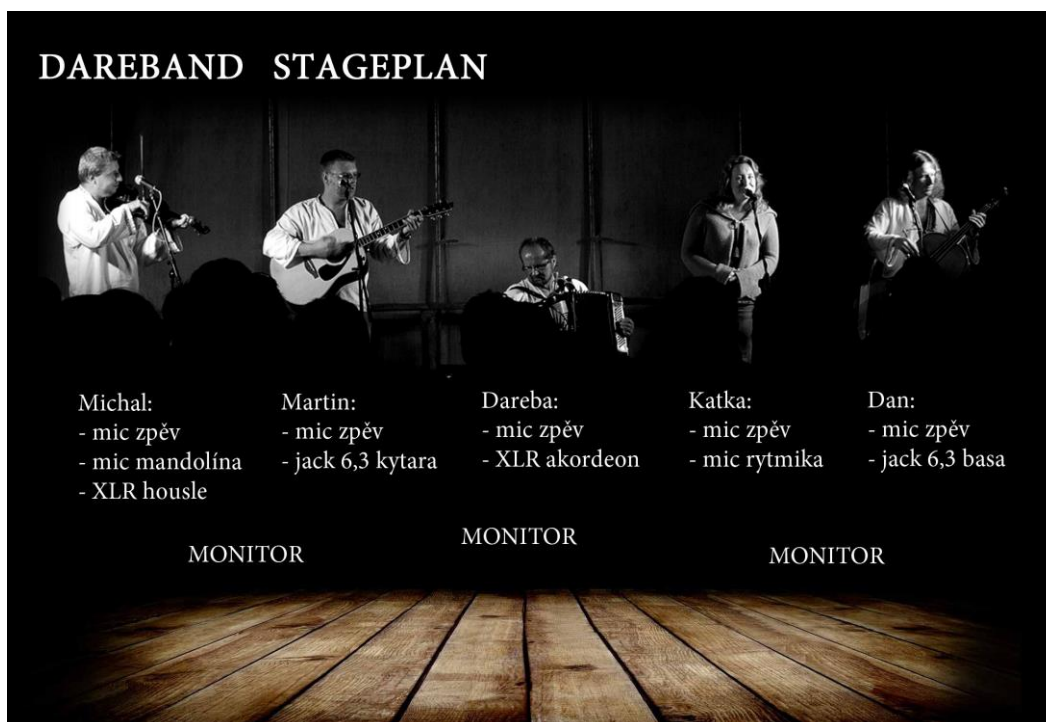 DAREBAND STAGEPLAN
Michal:
- mic zpěv
- mic mandolína
- XLR housle
Martin:
- mic zpěv
- jack 6,3 kytara
Dareba:
- mic zpěv
- XLR akordeon
Katka:
- mic zpěv
- mic rytmika
Dan:
- mic zpěv
- jack 6,3 basa
MONITOR
MONITOR
MONITOR